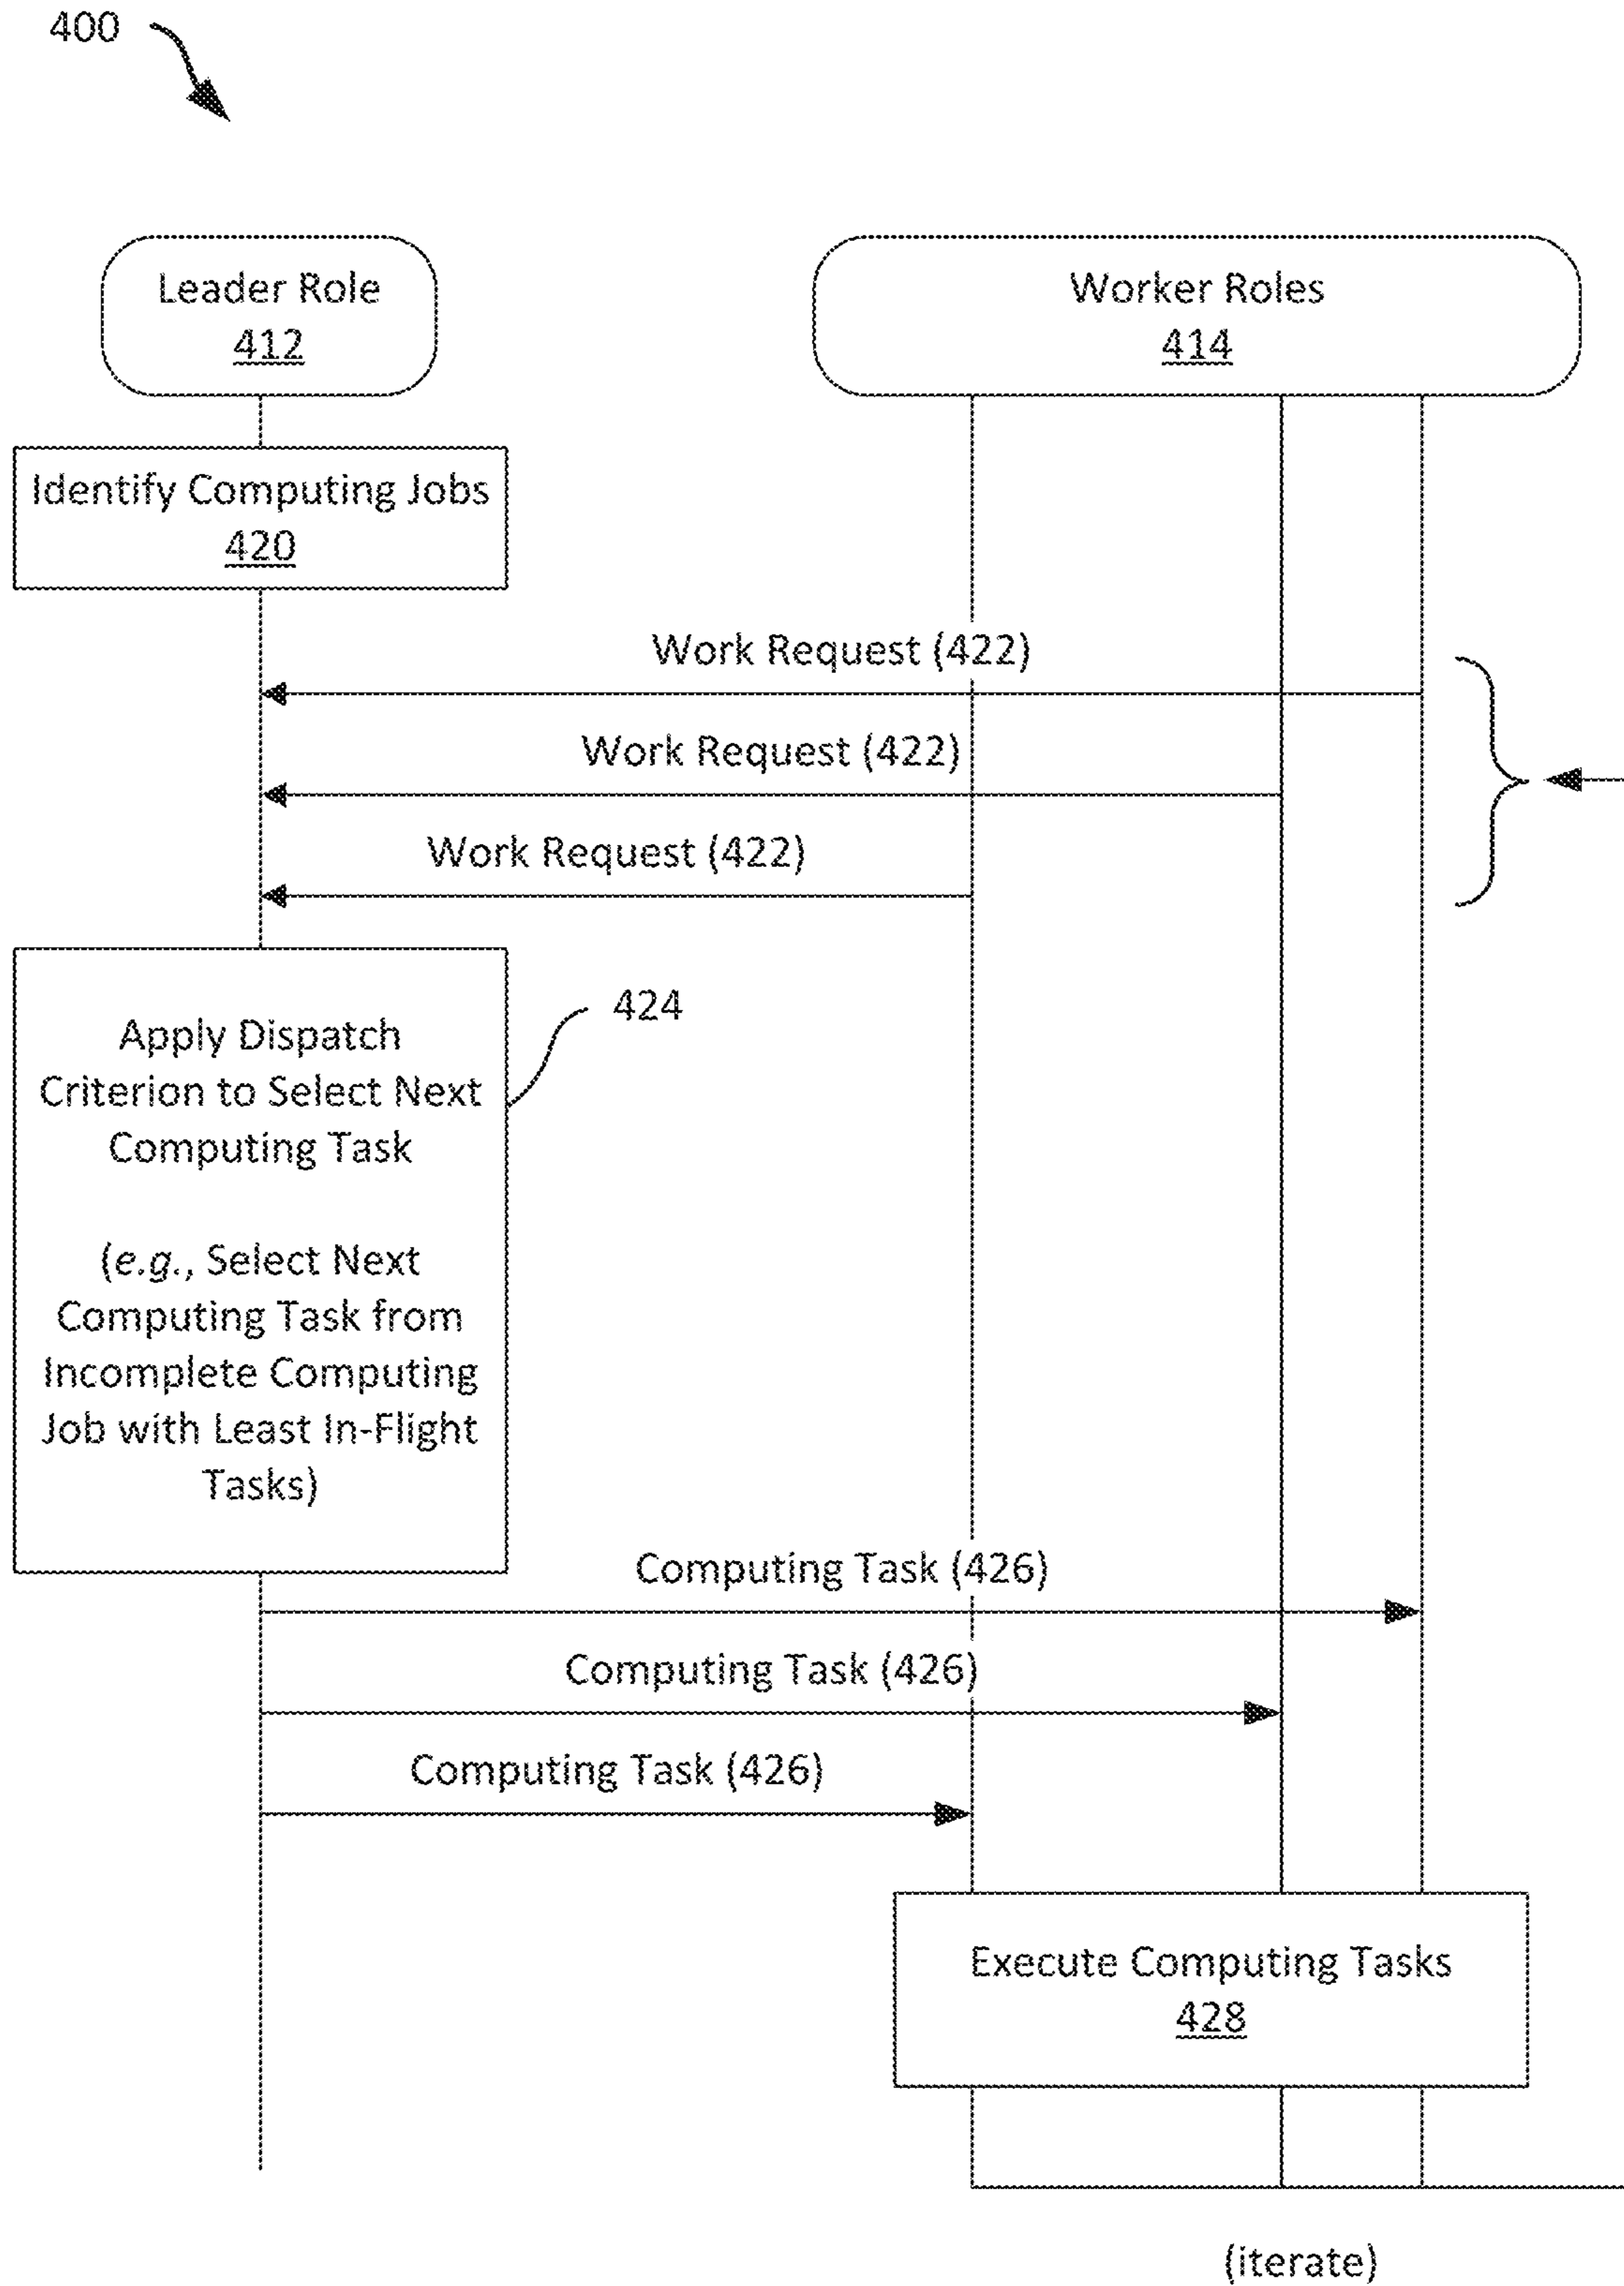 400
Leader Role
412
Worker Roles
414
Identify Computing Jobs
420
Work Request (422)
Work Request (422)
Work Request (422)
424
Apply Dispatch
Criterion to Select Next
Computing Task
(e.g., Select Next
Computing Task from
Incomplete Computing
Job with Least In-Flight
Tasks)
Computing Task (426)
Computing Task (426)
Computing Task (426)
Execute Computing Tasks
428
(iterate)